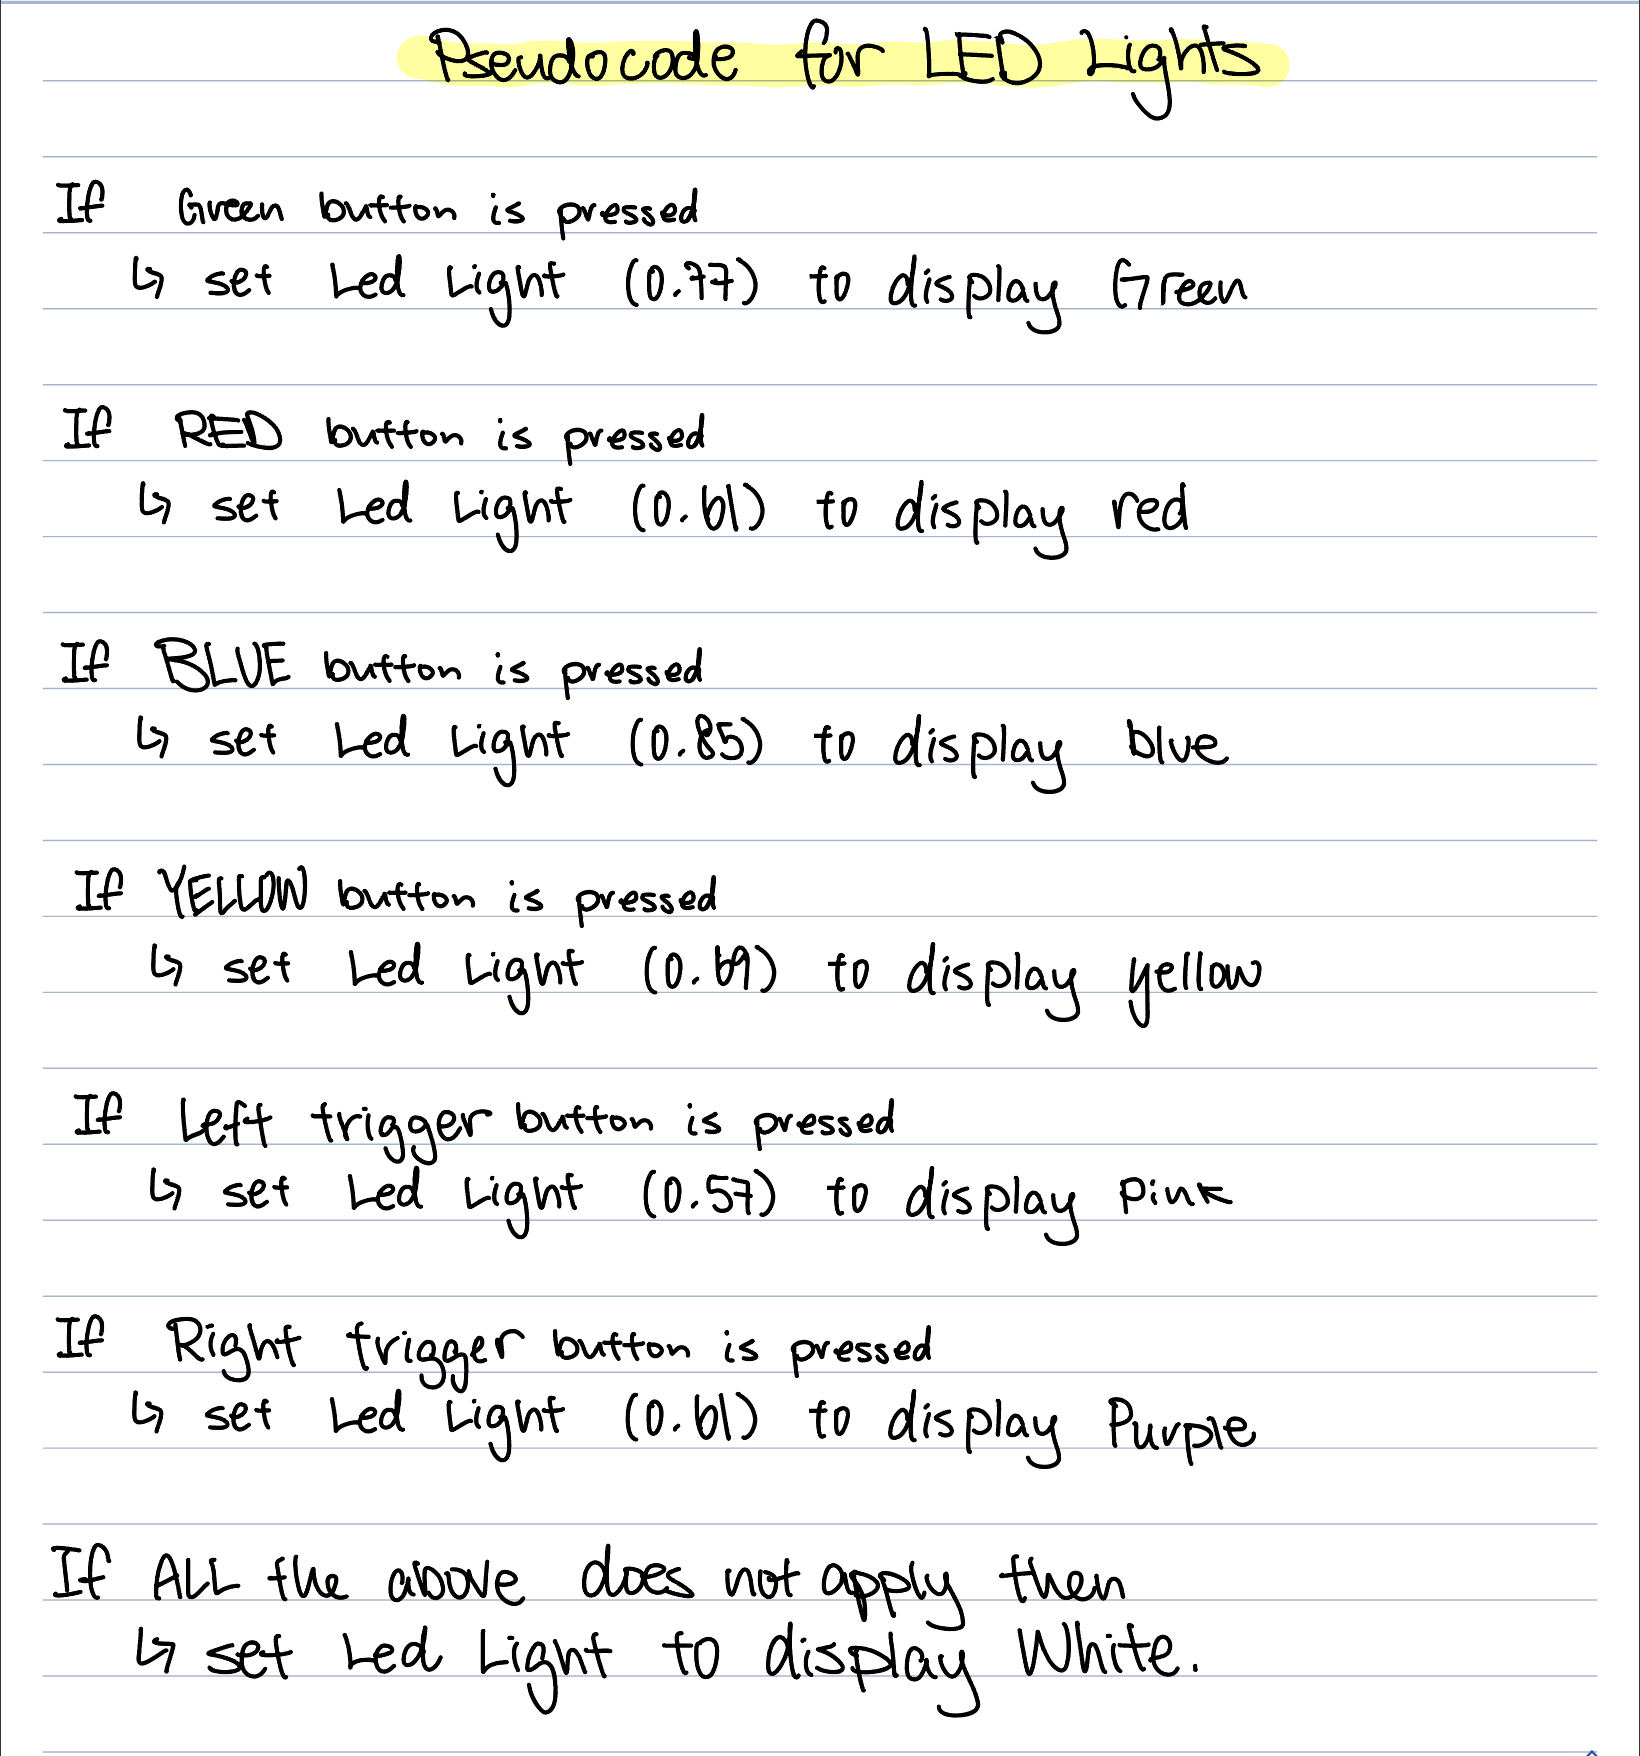 Pseudocode for LED Lights
If Green button is pressed
↳ set Led Light (0.77) to display Green
If RED button is pressed
↳ set Led Light (0.61) to display red
If BLUE button is pressed
↳ set Led Light (0.85) to display blue
If YELLOW button is pressed
↳ set Led Light (0.69) to display yellow
If Left trigger button is pressed
↳ set Led Light (0.57) to display pink
If Right trigger button is pressed
↳ set Led Light (0.61) to display Purple
If ALL the above does not apply then
↳ set Led Light to display White.